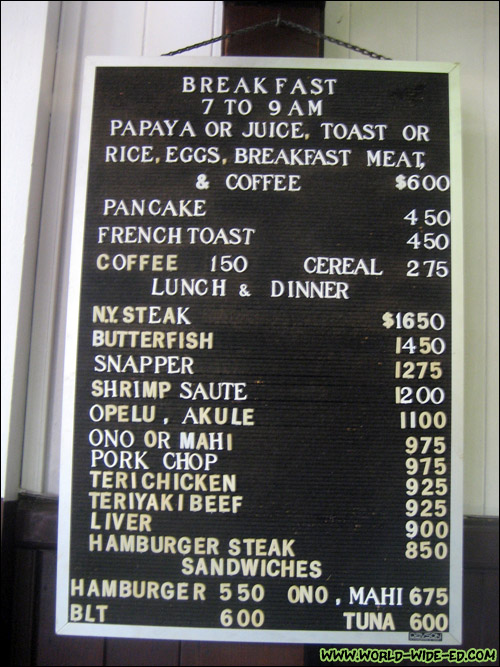 BREAKFAST
7 TO 9 AM
PAPAYA OR JUICE, TOAST OR
RICE, EGGS, BREAKFAST MEAT,
& COFFEE $600
PANCAKE 450
FRENCH TOAST 450
COFFEE 150 CEREAL 275
LUNCH & DINNER
N.Y. STEAK $1650
BUTTERFISH 1450
SNAPPER 1275
SHRIMP SAUTE 1200
OPELU, AKULE 1100
ONO OR MAHI 975
PORK CHOP 975
TERI CHICKEN 925
TERIYAKI BEEF 925
LIVER 900
HAMBURGER STEAK 850
SANDWICHES
HAMBURGER 550 ONO, MAHI 675
BLT 600 TUNA 600
WWW.WORLD-WIDE-ED.COM